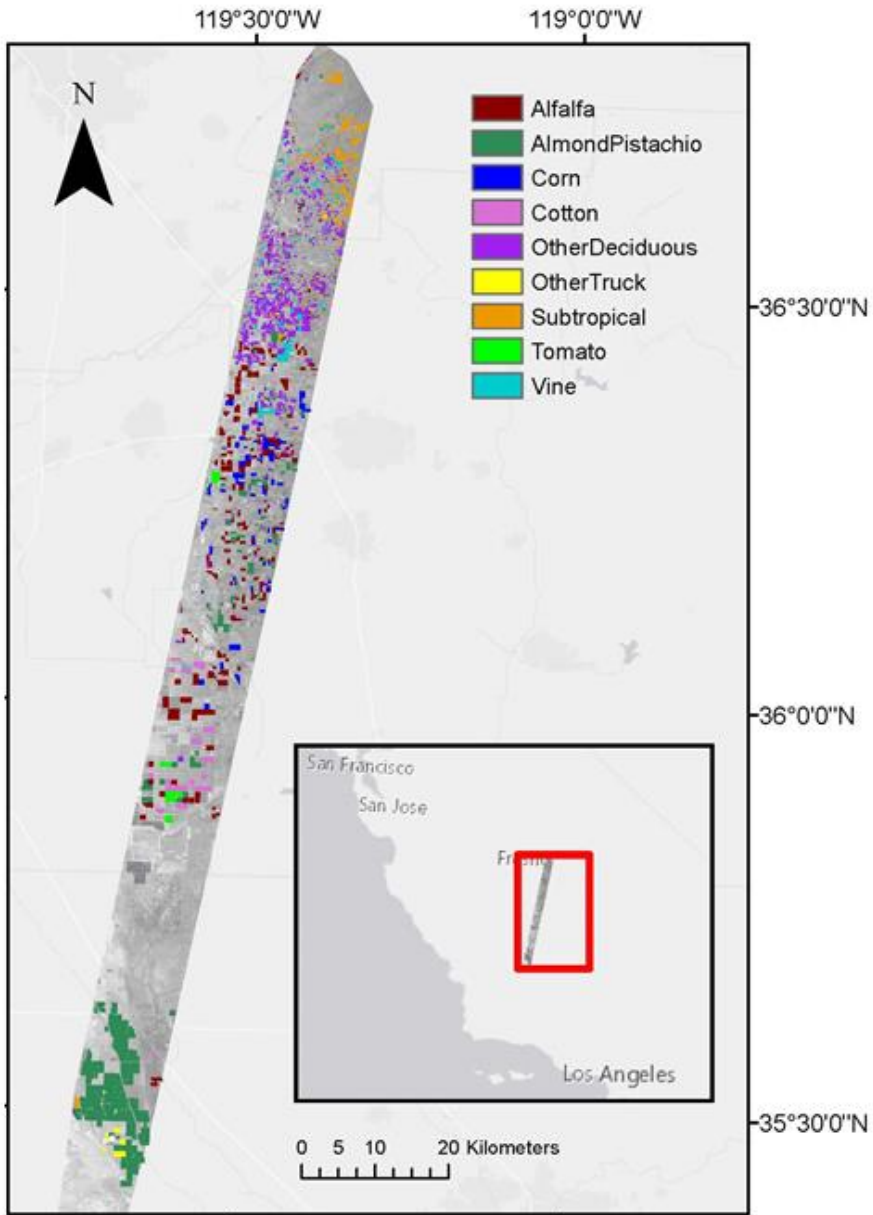 119°30'0"W 119°0'0"W
N
Alfalfa
AlmondPistachio
Corn
Cotton
OtherDeciduous
OtherTruck
Subtropical
Tomato
Vine
36°30'0"N
36°0'0"N
San Francisco
San Jose
Fresno
Los Angeles
35°30'0"N
0 5 10 20 Kilometers